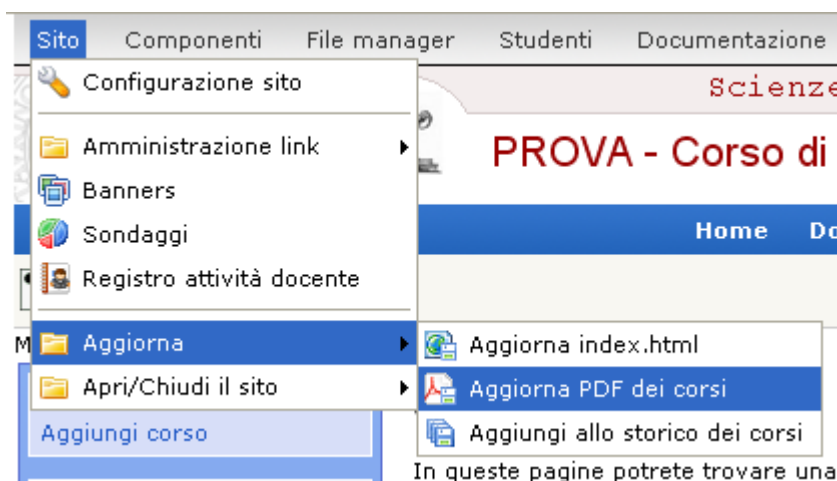 Sito Componenti File manager Studenti Documentazione
Configurazione sito
Scienze
Amministrazione link
PROVA - Corso di
Banners
Sondaggi
Home Do
Registro attività docente
M
Aggiorna
Aggiorna index.html
Apri/Chiudi il sito
Aggiorna PDF dei corsi
Aggiungi corso
Aggiungi allo storico dei corsi
In queste pagine potrete trovare una